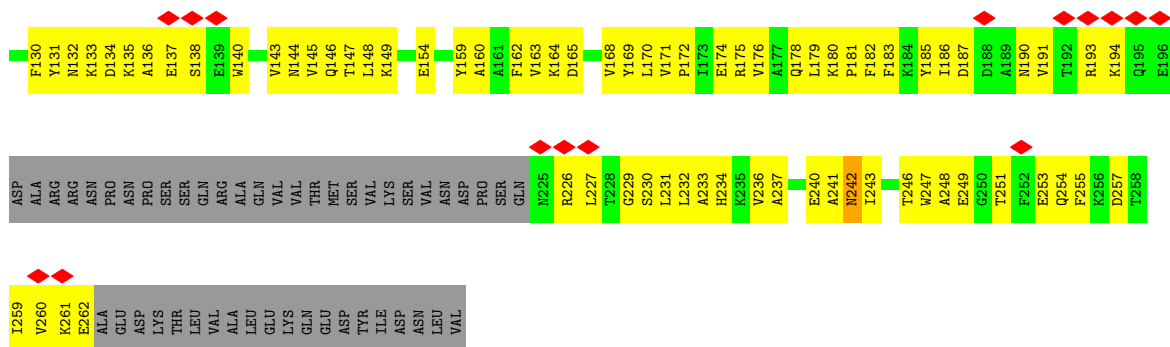 F130 Y131 N132 K133 D134 K135 A136 E137 S138 E139 W140 V143 N144 V145 Q146 T147 L148 K149 E154 Y159 A160 A161 F162 V163 K164 D165 V168 Y169 L170 V171 P172 I173 E174 R175 V176 A177 Q178 L179 K180 P181 F182 F183 K184 Y185 I186 D187 D188 A189 N190 V191 T192 R193 K194 Q195 E196
ASP ALA ARG ARG ASN PRO ASN PRO SER SER GLN ARG ALA GLN VAL VAL THR MET SER VAL LYS SER VAL ASN ASP PRO SER GLN N225 R226 L227 T228 G229 S230 L231 L232 A233 H234 K235 V236 A237 E240 A241 N242 I243 T246 W247 A248 E249 G250 T251 F252 E253 Q254 F255 K256 D257 T258
I259 V260 K261 E262 ALA GLU ASP LYS THR LEU VAL ALA LEU GLU LYS GLN GLU ASP TYR ILE ASP ASN LEU VAL